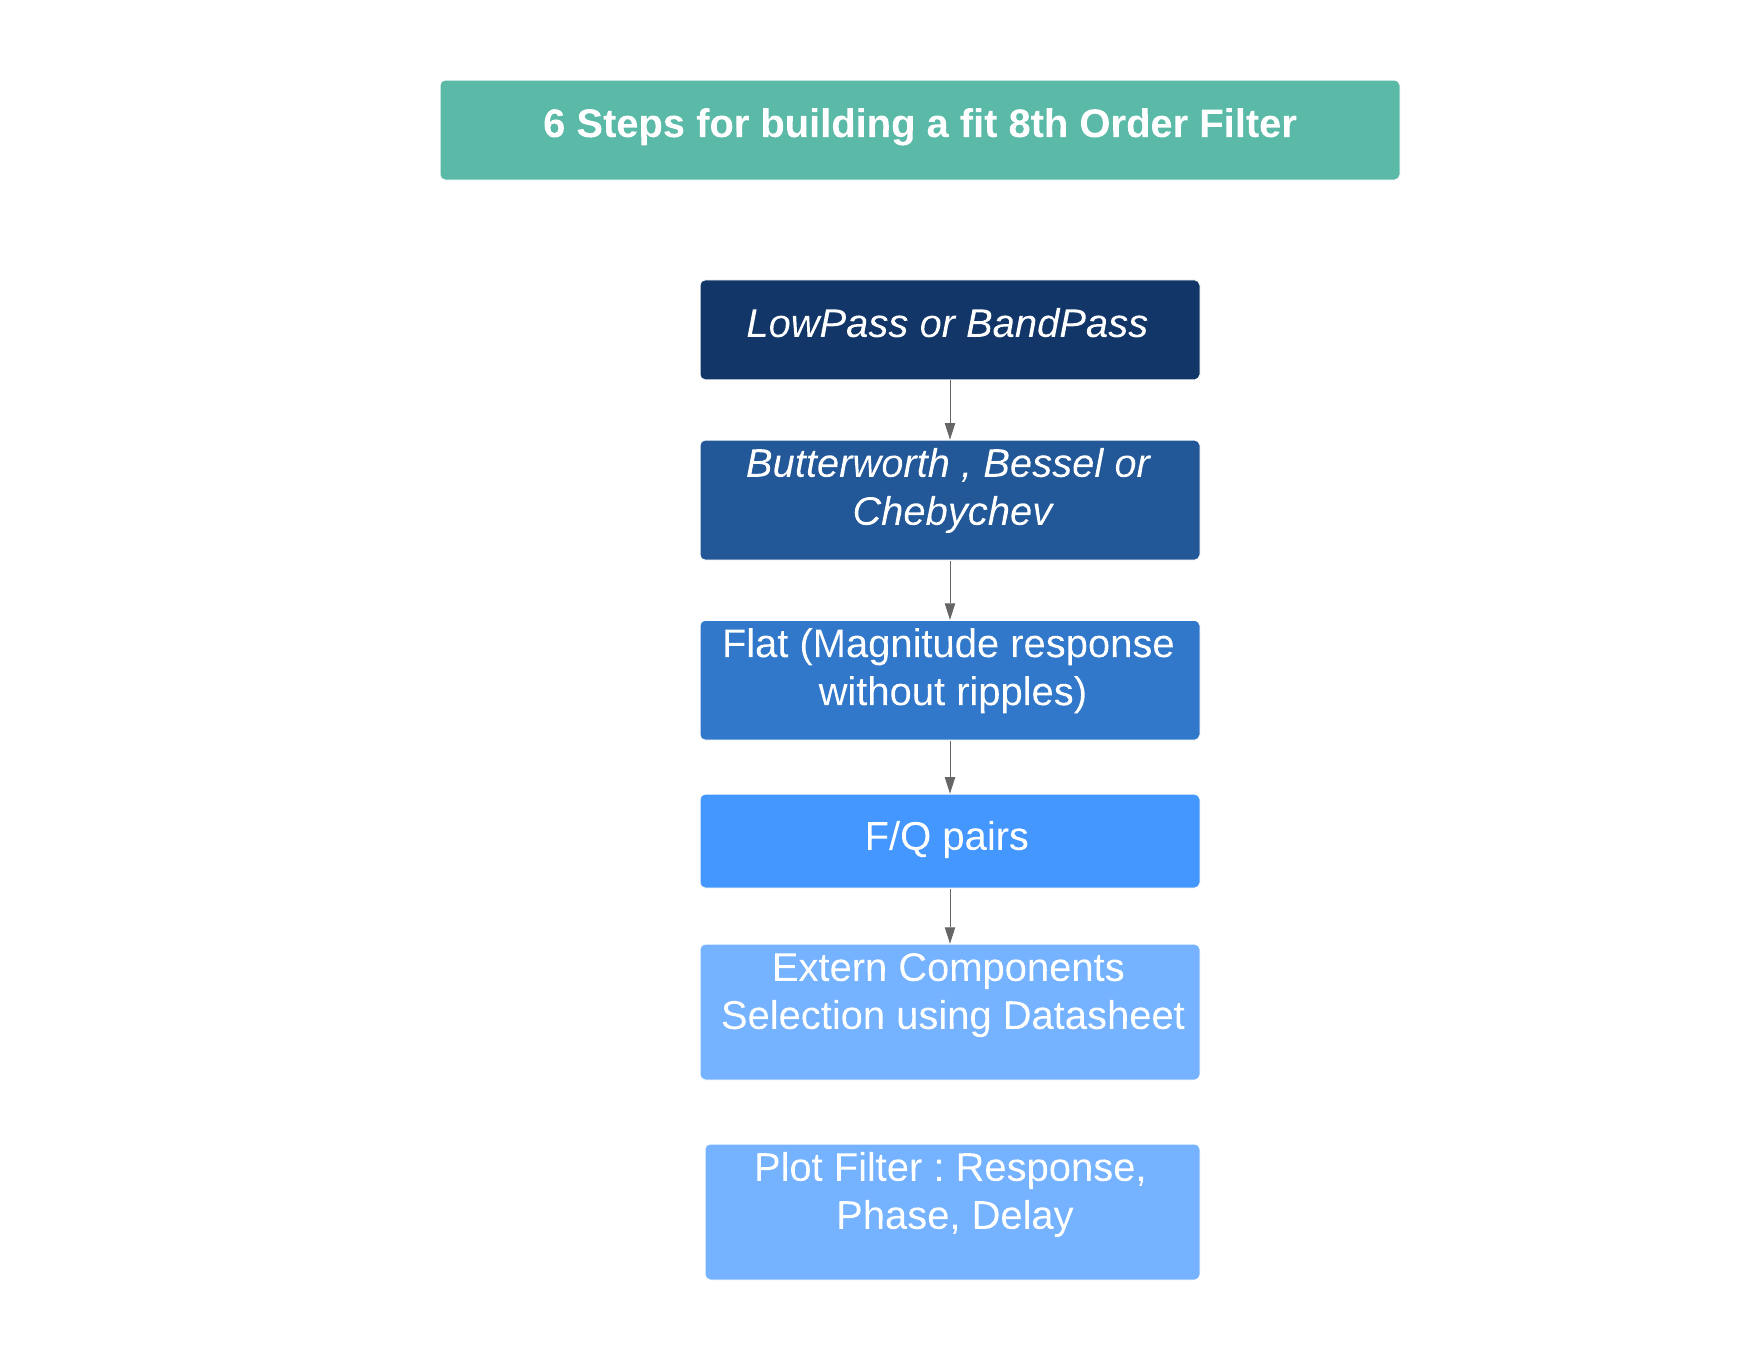 6 Steps for building a fit 8th Order Filter
LowPass or BandPass
Butterworth , Bessel or
Chebychev
Flat (Magnitude response
without ripples)
F/Q pairs
Extern Components
Selection using Datasheet
Plot Filter : Response,
Phase, Delay